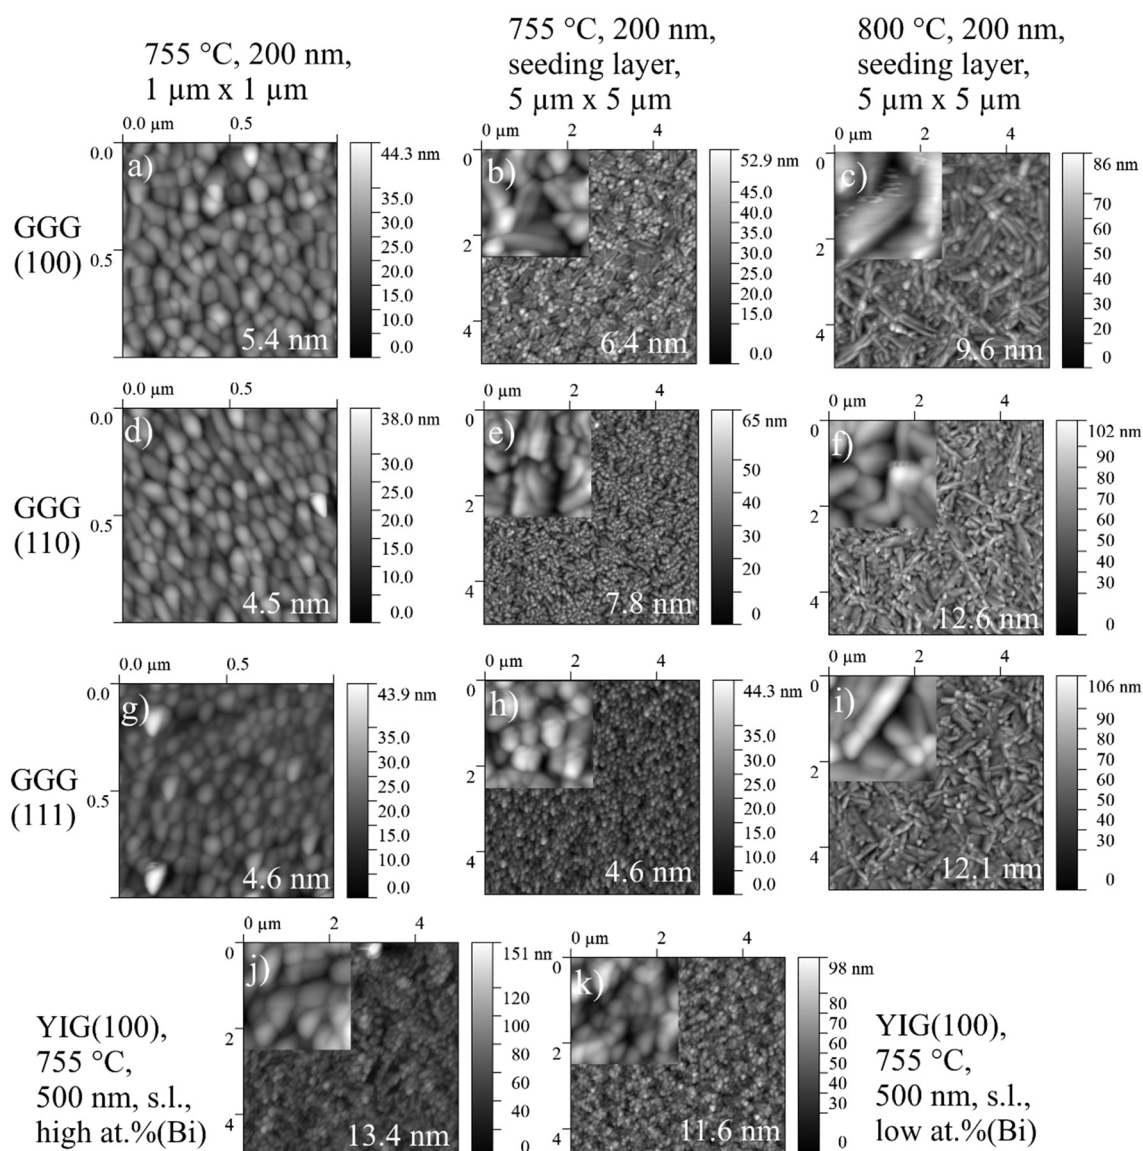 755 °C, 200 nm,
1 µm x 1 µm
755 °C, 200 nm,
seeding layer,
5 µm x 5 µm
800 °C, 200 nm,
seeding layer,
5 µm x 5 µm
GGG
(100)
0.0 µm 0.5
0.0
0.5
a)
5.4 nm
44.3 nm
35.0
30.0
25.0
20.0
15.0
10.0
0.0
0 µm 2 4
0
2
4
b)
6.4 nm
52.9 nm
45.0
40.0
35.0
30.0
25.0
20.0
15.0
0.0
0 µm 2 4
0
2
4
c)
9.6 nm
86 nm
70
60
50
40
30
20
0
GGG
(110)
0.0 µm 0.5
0.0
0.5
d)
4.5 nm
38.0 nm
30.0
25.0
20.0
15.0
10.0
0.0
0 µm 2 4
0
2
4
e)
7.8 nm
65 nm
50
40
30
20
0
0 µm 2 4
0
2
4
f)
12.6 nm
102 nm
90
80
70
60
50
40
30
0
GGG
(111)
0.0 µm 0.5
0.0
0.5
g)
4.6 nm
43.9 nm
35.0
30.0
25.0
20.0
15.0
10.0
0.0
0 µm 2 4
0
2
4
h)
4.6 nm
44.3 nm
35.0
30.0
25.0
20.0
15.0
10.0
0.0
0 µm 2 4
0
2
4
i)
12.1 nm
106 nm
90
80
70
60
50
40
30
0
YIG(100),
755 °C,
500 nm, s.l.,
high at.%(Bi)
0 µm 2 4
0
2
4
j)
13.4 nm
151 nm
120
100
80
60
40
0
0 µm 2 4
0
2
4
k)
11.6 nm
98 nm
80
70
60
50
40
30
0
YIG(100),
755 °C,
500 nm, s.l.,
low at.%(Bi)